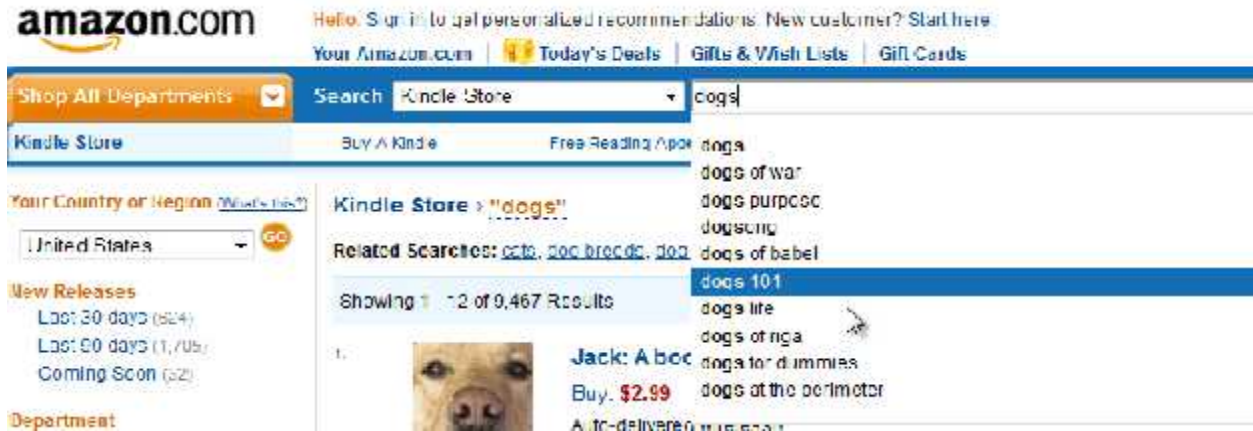 amazon.com
Hello. Sign in to get personalized recommendations. New customer? Start here.
Your Amazon.com | Today's Deals | Gifts & Wish Lists | Gift Cards
Shop All Departments
Search Kindle Store
dogs
Kindle Store
Buy A Kindle
Free Reading
dogs
dogs of war
dogs purpose
dogsong
dogs of babel
dogs 101
dogs life
dogs of riga
dogs for dummies
dogs at the perimeter
Your Country or Region (What's this?)
United States
GO
New Releases
Last 30 days (624)
Last 90 days (1,705)
Coming Soon
Department
Kindle Store › "dogs"
Related Searches: cats, dog breeds, dog
Showing 1 - 12 of 9,467 Results
1.
Jack: A boo
Buy: $2.99
Auto-delivered